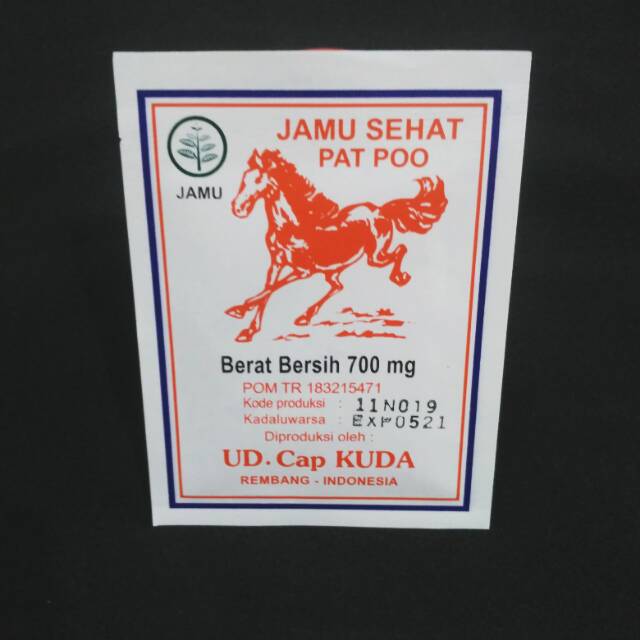 JAMU SEHAT
PAT POO
JAMU
Berat Bersih 700 mg
POM TR 183215471
Kode produksi : 11N019
Kadaluwarsa : EXP0521
Diproduksi oleh :
UD. Cap KUDA
REMBANG - INDONESIA